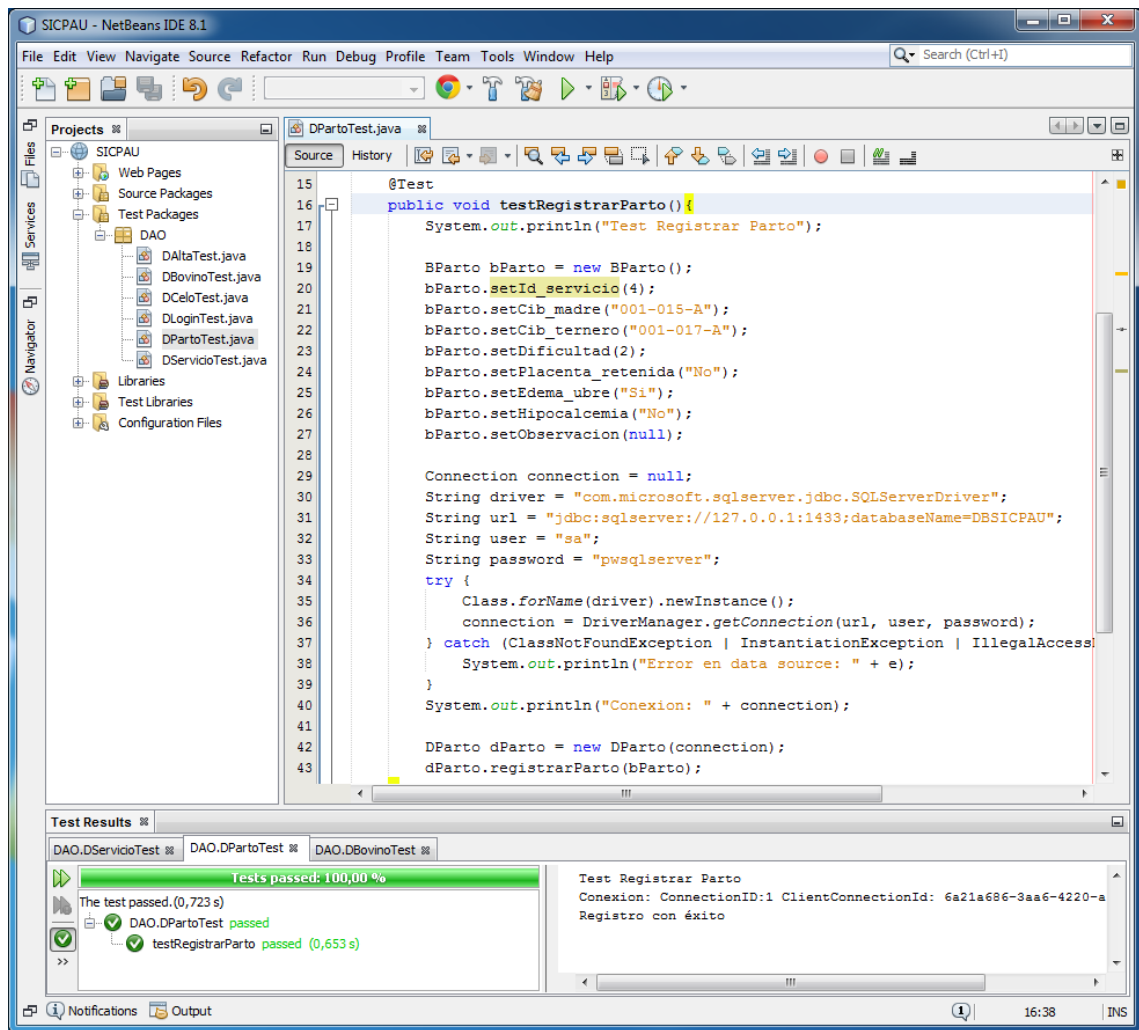 SICPAU - NetBeans IDE 8.1
File Edit View Navigate Source Refactor Run Debug Profile Team Tools Window Help
Search (Ctrl+I)
Files
Services
Navigator
Projects
SICPAU
Web Pages
Source Packages
Test Packages
DAO
DAltaTest.java
DBovinoTest.java
DCeloTest.java
DLoginTest.java
DPartoTest.java
DServicioTest.java
Libraries
Test Libraries
Configuration Files
DPartoTest.java
Source History
15 @Test
16 public void testRegistrarParto(){
17 System.out.println("Test Registrar Parto");
18
19 BParto bParto = new BParto();
20 bParto.setId_servicio(4);
21 bParto.setCib_madre("001-015-A");
22 bParto.setCib_ternero("001-017-A");
23 bParto.setDificultad(2);
24 bParto.setPlacenta_retenida("No");
25 bParto.setEdema_ubre("Si");
26 bParto.setHipocalcemia("No");
27 bParto.setObservacion(null);
28
29 Connection connection = null;
30 String driver = "com.microsoft.sqlserver.jdbc.SQLServerDriver";
31 String url = "jdbc:sqlserver://127.0.0.1:1433;databaseName=DBSICPAU";
32 String user = "sa";
33 String password = "pwsqlserver";
34 try {
35 Class.forName(driver).newInstance();
36 connection = DriverManager.getConnection(url, user, password);
37 } catch (ClassNotFoundException | InstantiationException | IllegalAccess
38 System.out.println("Error en data source: " + e);
39 }
40 System.out.println("Conexion: " + connection);
41
42 DParto dParto = new DParto(connection);
43 dParto.registrarParto(bParto);
Test Results
DAO.DServicioTest DAO.DPartoTest DAO.DBovinoTest
Tests passed: 100,00 %
The test passed.(0,723 s)
DAO.DPartoTest passed
testRegistrarParto passed (0,653 s)
>>
Test Registrar Parto
Conexion: ConnectionID:1 ClientConnectionId: 6a21a686-3aa6-4220-a
Registro con éxito
Notifications Output
1 16:38 INS